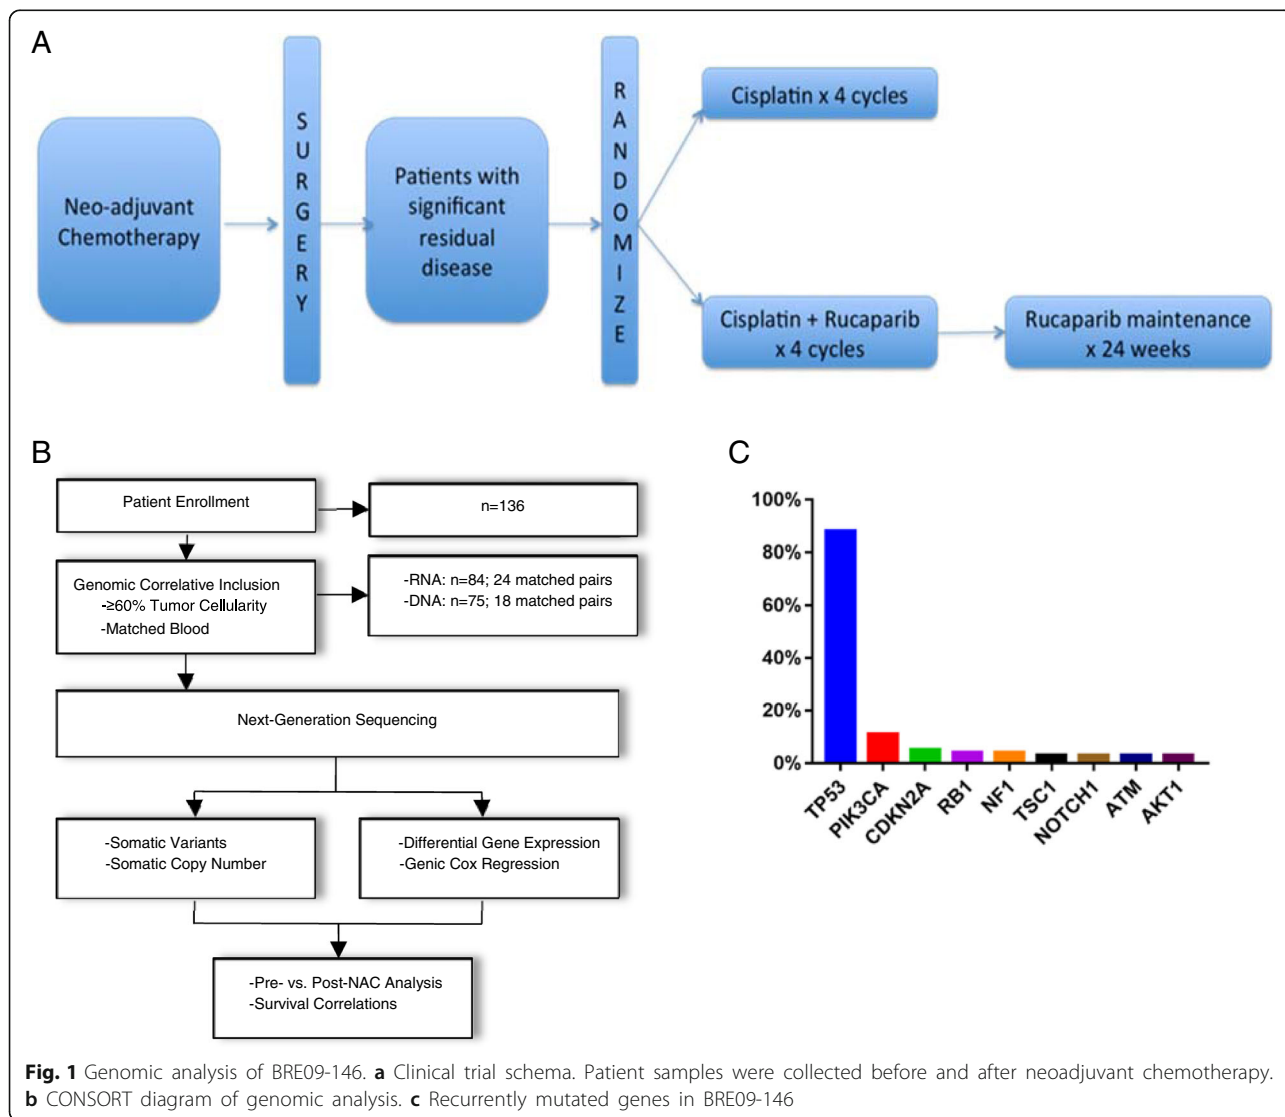 A
Neo-adjuvant
Chemotherapy
SURGERY
Patients with
significant
residual
disease
RANDOMIZE
Cisplatin x 4 cycles
Cisplatin + Rucaparib
x 4 cycles
Rucaparib maintenance
x 24 weeks
B
Patient Enrollment
n=136
Genomic Correlative Inclusion
-≥60% Tumor Cellularity
-Matched Blood
-RNA: n=84; 24 matched pairs
-DNA: n=75; 18 matched pairs
Next-Generation Sequencing
-Somatic Variants
-Somatic Copy Number
-Differential Gene Expression
-Genic Cox Regression
-Pre- vs. Post-NAC Analysis
-Survival Correlations
C
100%
80%
60%
40%
20%
0%
TP53
PIK3CA
CDKN2A
RB1
NF1
TSC1
NOTCH1
ATM
AKT1
Fig. 1 Genomic analysis of BRE09-146. a Clinical trial schema. Patient samples were collected before and after neoadjuvant chemotherapy.
b CONSORT diagram of genomic analysis. c Recurrently mutated genes in BRE09-146